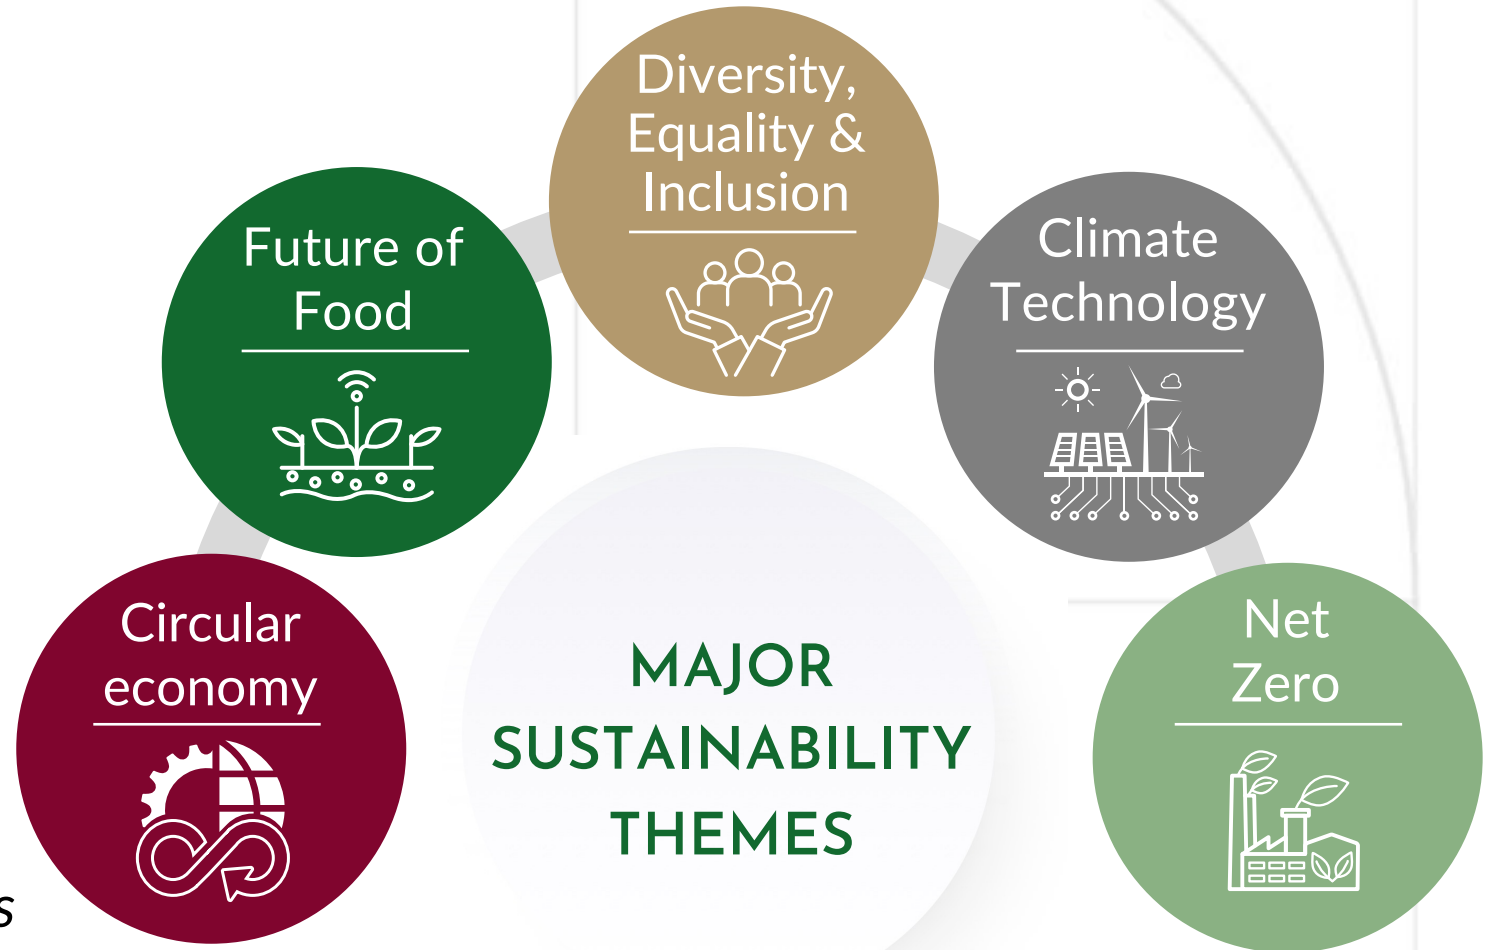 Diversity,
Equality &
Inclusion
Future of
Food
Climate
Technology
Circular
economy
Net
Zero
MAJOR
SUSTAINABILITY
THEMES
s